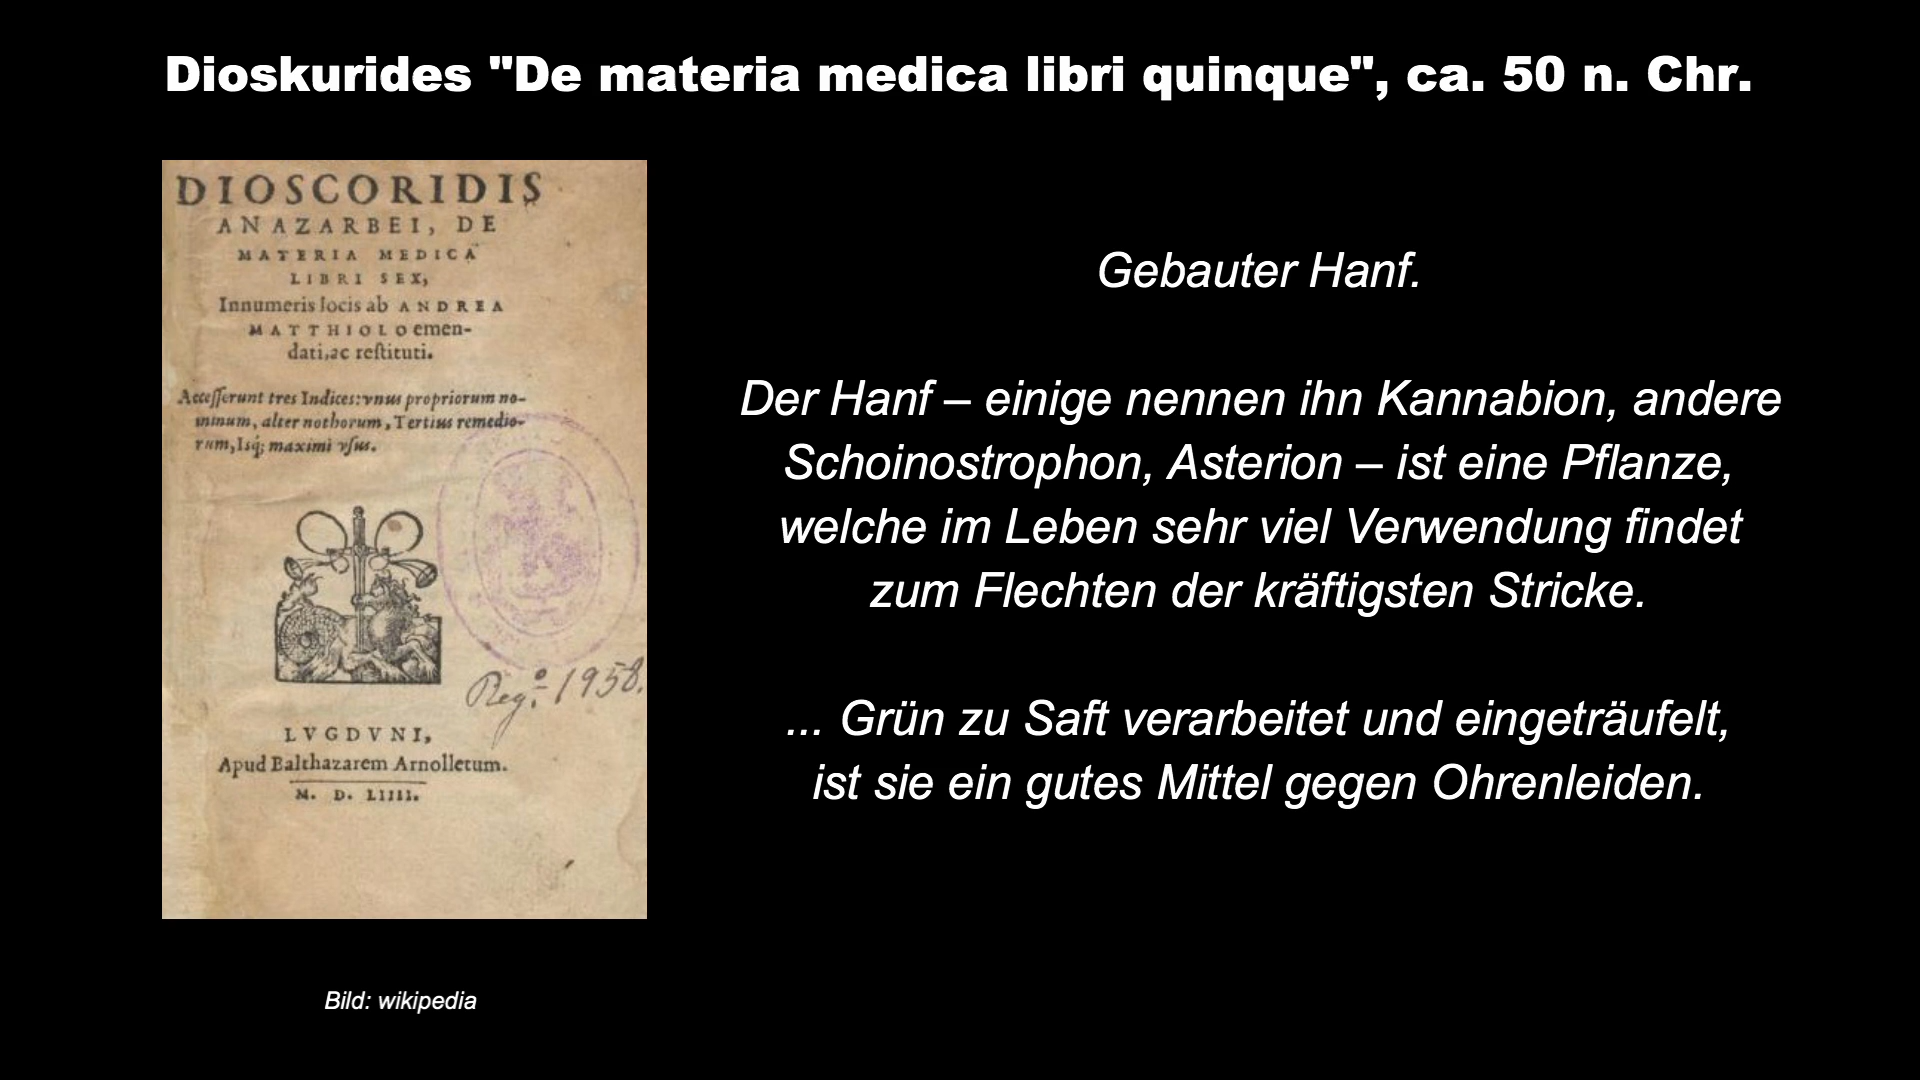 Dioskurides "De materia medica libri quinque", ca. 50 n. Chr.
DIOSCORIDIS
ANAZARBEI, DE
MATERIA MEDICA
LIBRI SEX,
Innumeris locis ab ANDREA
MATTHIOLO emen-
dati, ac reſtituti.
Acceſſerunt tres Indices: vnus propriorum no-
minum, alter nothorum, Tertius remedio-
rum, Isq́; maximi vſus.
Reg.º 1958.
LVGDVNI,
Apud Balthazarem Arnolletum.
M. D. LIIII.
Bild: wikipedia
Gebauter Hanf.
Der Hanf – einige nennen ihn Kannabion, andere
Schoinostrophon, Asterion – ist eine Pflanze,
welche im Leben sehr viel Verwendung findet
zum Flechten der kräftigsten Stricke.
... Grün zu Saft verarbeitet und eingeträufelt,
ist sie ein gutes Mittel gegen Ohrenleiden.